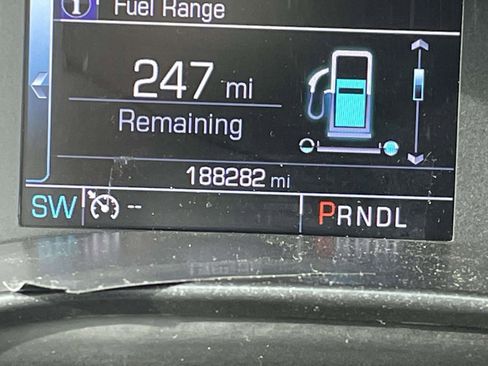 i Fuel Range
247 mi
Remaining
188282 mi
SW -- PRNDL